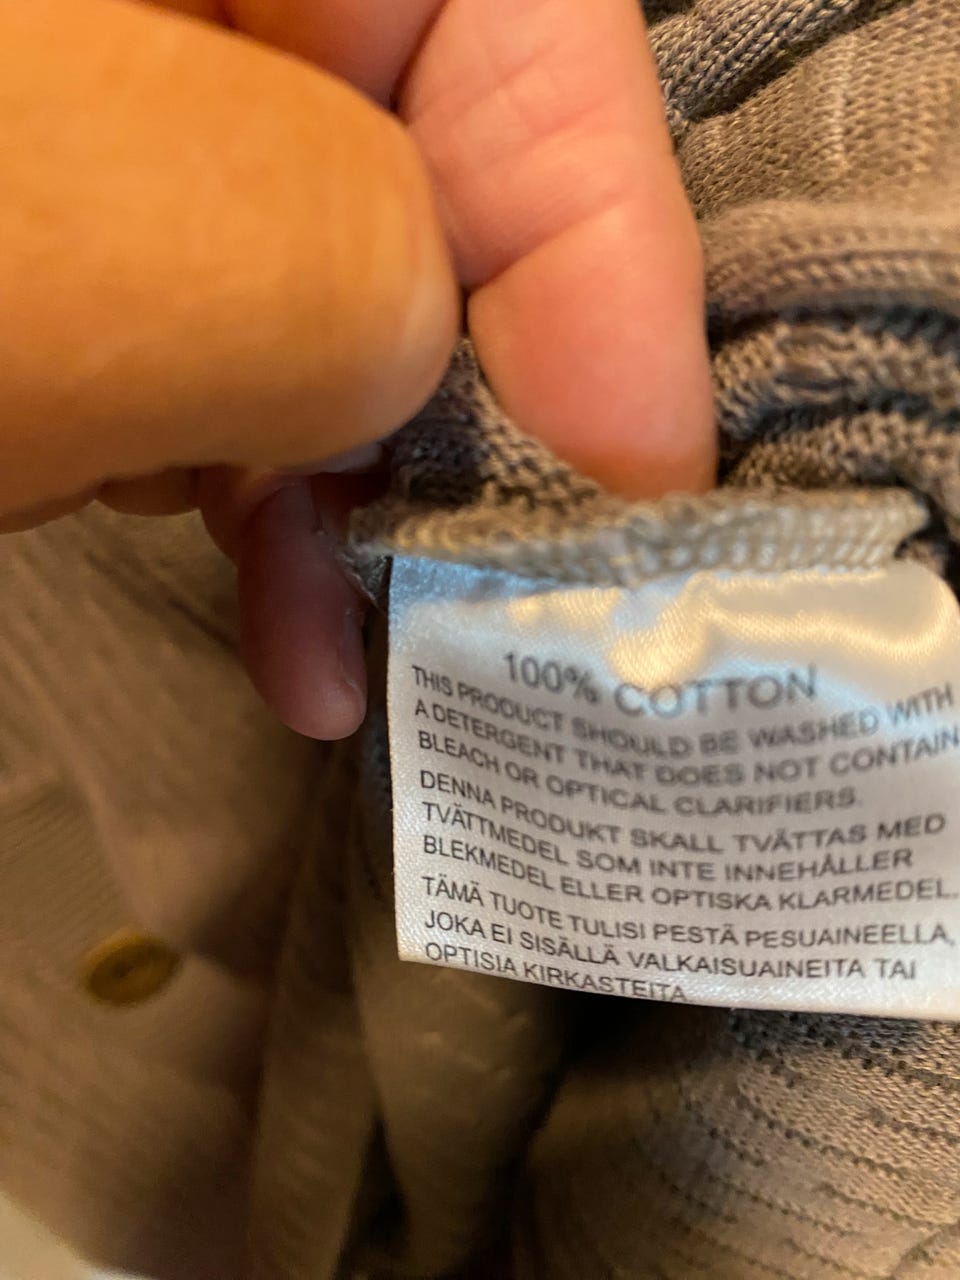 100% COTTON
THIS PRODUCT SHOULD BE WASHED WITH
A DETERGENT THAT DOES NOT CONTAIN
BLEACH OR OPTICAL CLARIFIERS.
DENNA PRODUKT SKALL TVÄTTAS MED
TVÄTTMEDEL SOM INTE INNEHÅLLER
BLEKMEDEL ELLER OPTISKA KLARMEDEL.
TÄMÄ TUOTE TULISI PESTÄ PESUAINEELLA,
JOKA EI SISÄLLÄ VALKAISUAINEITA TAI
OPTISIA KIRKASTEITA.